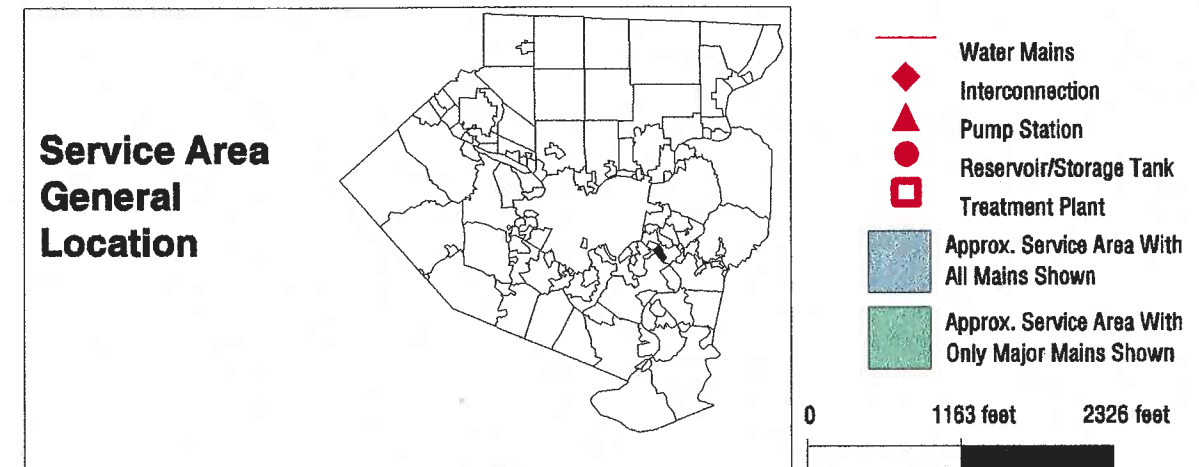 Service Area
General
Location
Water Mains
Interconnection
Pump Station
Reservoir/Storage Tank
Treatment Plant
Approx. Service Area With
All Mains Shown
Approx. Service Area With
Only Major Mains Shown
0 1163 feet 2326 feet